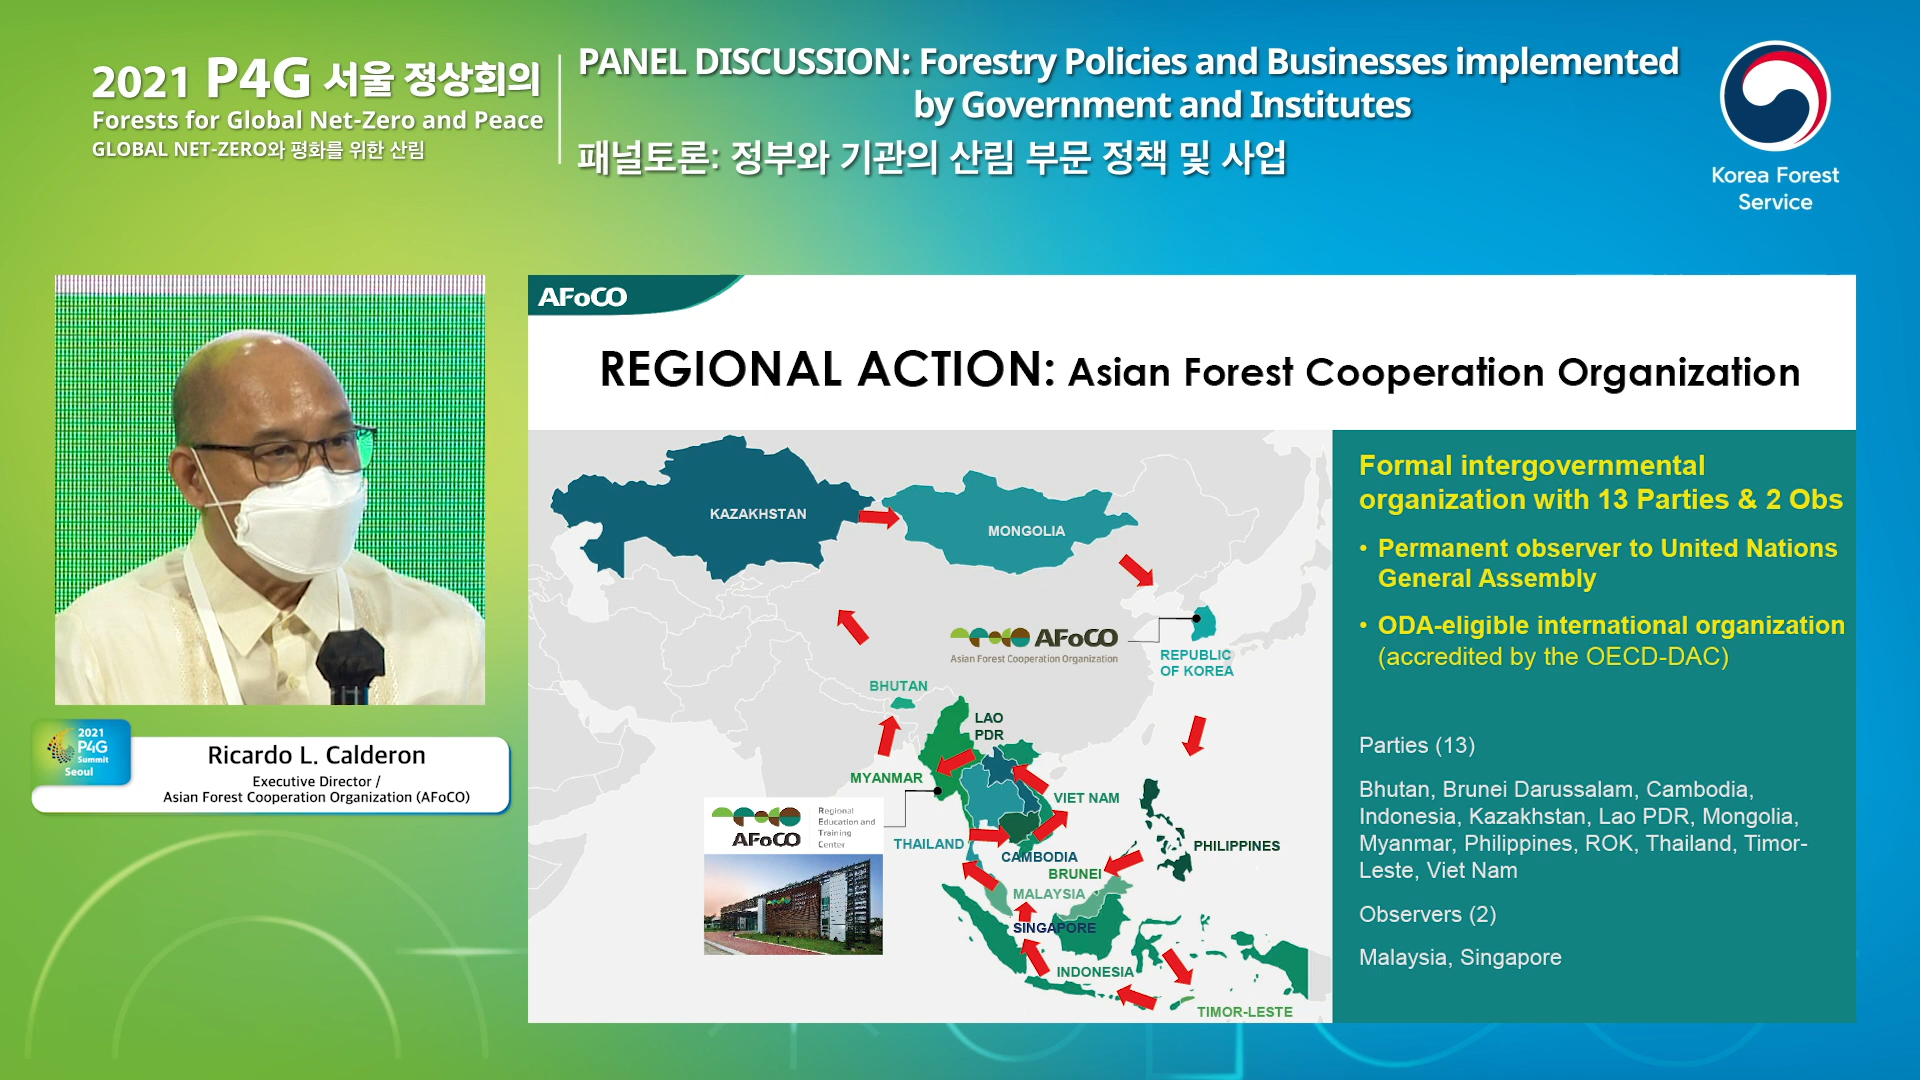 2021 P4G 서울 정상회의
Forests for Global Net-Zero and Peace
GLOBAL NET-ZERO와 평화를 위한 산림
PANEL DISCUSSION: Forestry Policies and Businesses implemented
by Government and Institutes
패널토론: 정부와 기관의 산림 부문 정책 및 사업
Korea Forest
Service
2021
P4G
Summit
Seoul
Ricardo L. Calderon
Executive Director /
Asian Forest Cooperation Organization (AFoCO)
AFoCO
REGIONAL ACTION: Asian Forest Cooperation Organization
KAZAKHSTAN
MONGOLIA
AFoCO
Asian Forest Cooperation Organization
REPUBLIC
OF KOREA
BHUTAN
LAO
PDR
MYANMAR
VIET NAM
AFoCO
Regional
Education and
Training
Center
THAILAND
CAMBODIA
PHILIPPINES
BRUNEI
MALAYSIA
SINGAPORE
INDONESIA
TIMOR-LESTE
Formal intergovernmental
organization with 13 Parties & 2 Obs
• Permanent observer to United Nations
General Assembly
• ODA-eligible international organization
(accredited by the OECD-DAC)
Parties (13)
Bhutan, Brunei Darussalam, Cambodia,
Indonesia, Kazakhstan, Lao PDR, Mongolia,
Myanmar, Philippines, ROK, Thailand, Timor-
Leste, Viet Nam
Observers (2)
Malaysia, Singapore